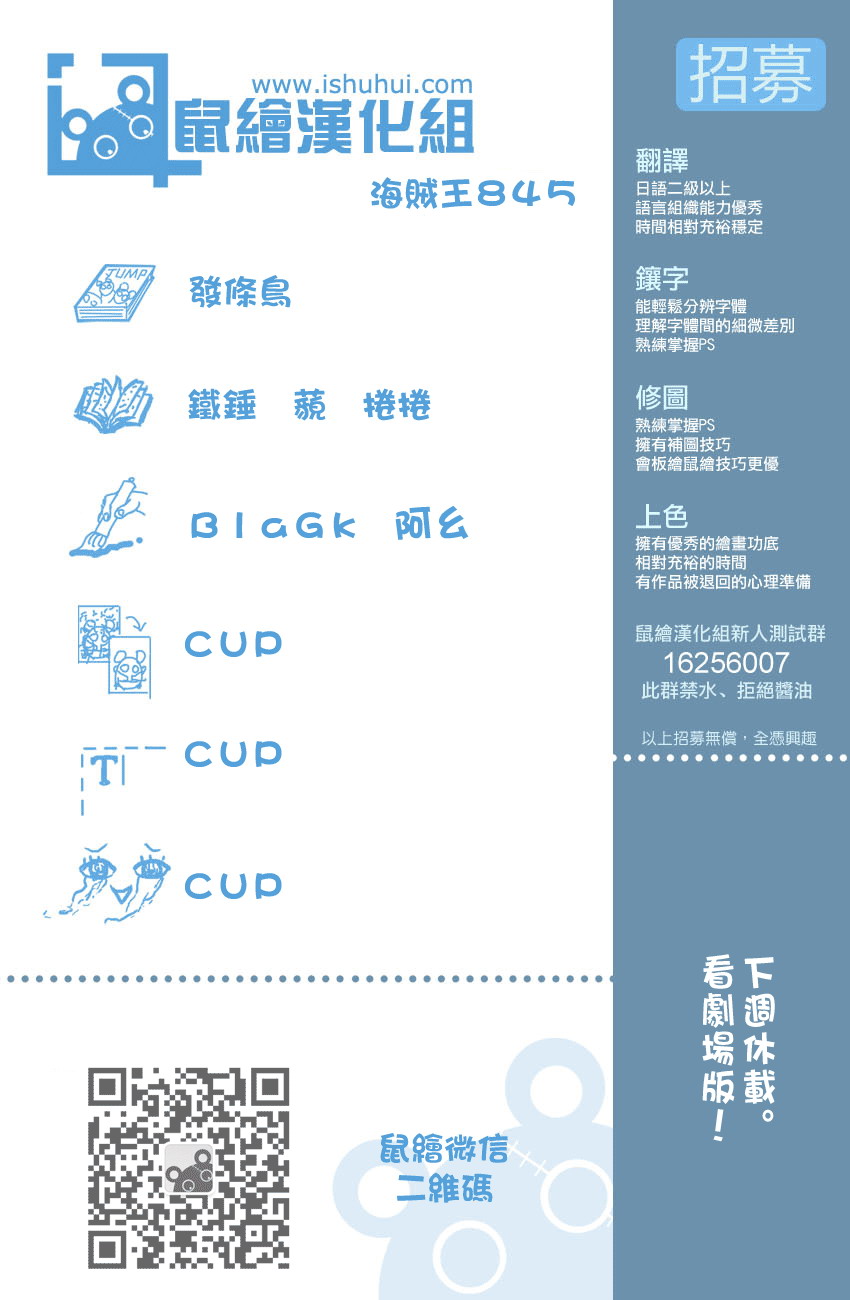 www.ishuhui.com
鼠繪漢化組
海賊王845
JUMP
發條鳥
鐵錘 蘋 捲捲
BlaGk 阿幺
cup
T
cup
cup
鼠繪微信
二維碼
招募
翻譯
日語二級以上
語言組織能力優秀
時間相對充裕穩定
鑲字
能輕鬆分辨字體
理解字體間的細微差別
熟練掌握PS
修圖
熟練掌握PS
擁有補圖技巧
會板繪鼠繪技巧更優
上色
擁有優秀的繪畫功底
相對充裕的時間
有作品被退回的心理準備
鼠繪漢化組新人測試群
16256007
此群禁水、拒絕醬油
以上招募無償，全憑興趣
下週休載。
看劇場版！